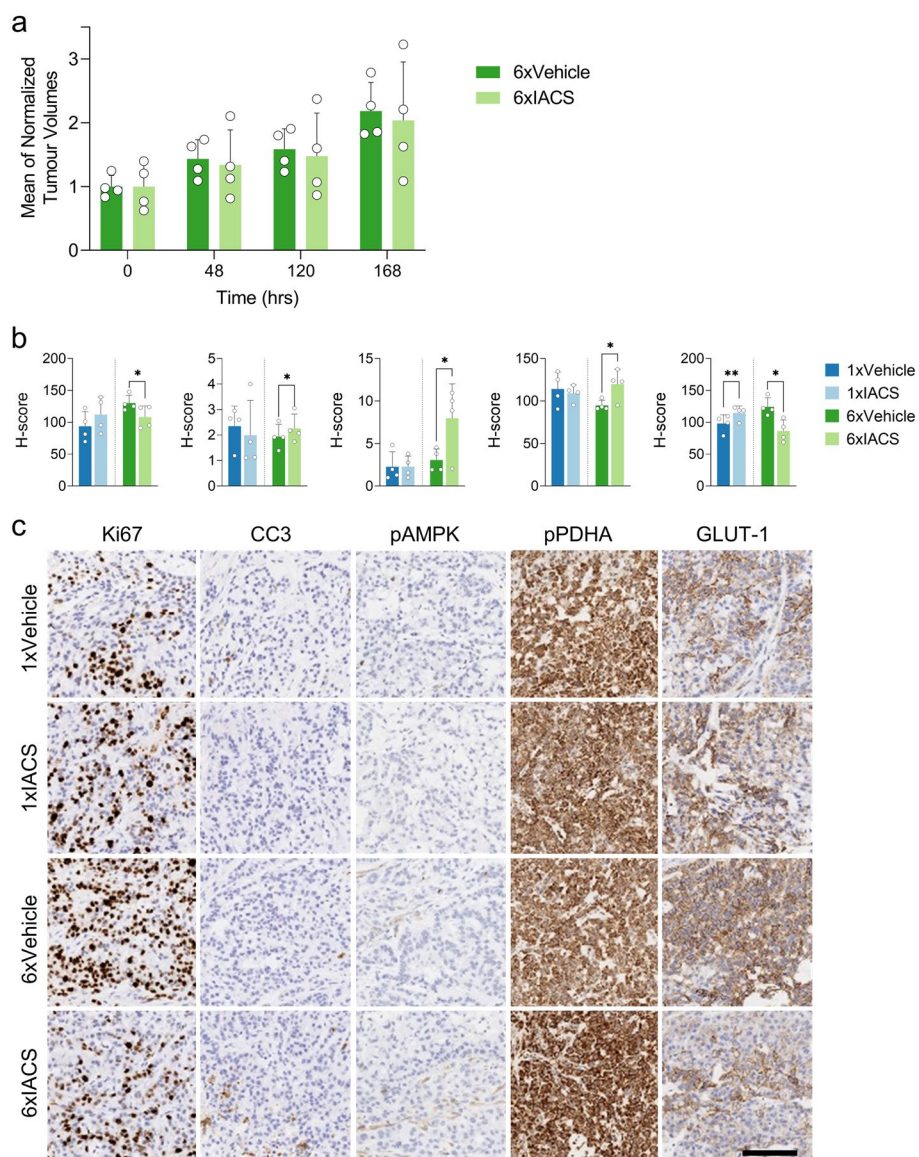 a
Mean of Normalized
Tumour Volumes
3
2
1
0
0 48 120 168
Time (hrs)
6xVehicle
6xIACS
b
H-score
200
150
100
50
0
*
H-score
5
4
3
2
1
0
*
H-score
15
10
5
0
*
H-score
150
100
50
0
*
H-score
200
150
100
50
0
** *
1xVehicle
1xIACS
6xVehicle
6xIACS
c
Ki67 CC3 pAMPK pPDHA GLUT-1
1xVehicle
1xIACS
6xVehicle
6xIACS